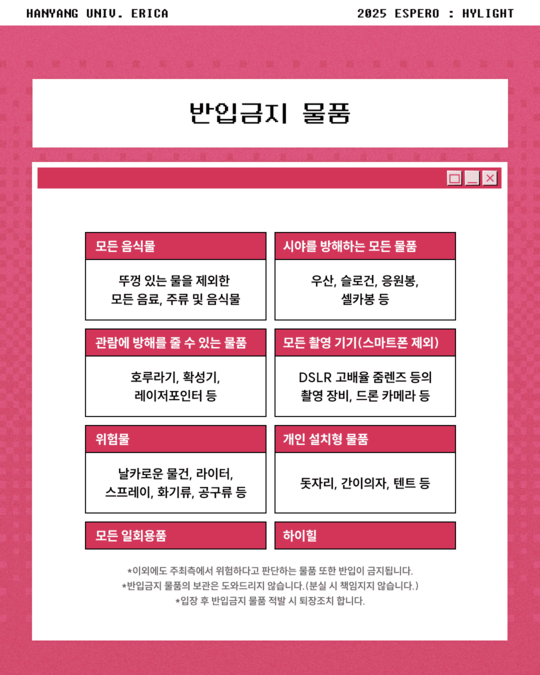 HANYANG UNIV. ERICA
2025 ESPERO : HYLIGHT
반입금지 물품
모든 음식물
뚜껑 있는 물을 제외한
모든 음료, 주류 및 음식물
시야를 방해하는 모든 물품
우산, 슬로건, 응원봉,
셀카봉 등
관람에 방해를 줄 수 있는 물품
호루라기, 확성기,
레이저포인터 등
모든 촬영 기기(스마트폰 제외)
DSLR 고배율 줌렌즈 등의
촬영 장비, 드론 카메라 등
위험물
날카로운 물건, 라이터,
스프레이, 화기류, 공구류 등
개인 설치형 물품
돗자리, 간이의자, 텐트 등
모든 일회용품
하이힐
*이외에도 주최측에서 위험하다고 판단하는 물품 또한 반입이 금지됩니다.
*반입금지 물품의 보관은 도와드리지 않습니다.(분실 시 책임지지 않습니다.)
*입장 후 반입금지 물품 적발 시 퇴장조치 합니다.